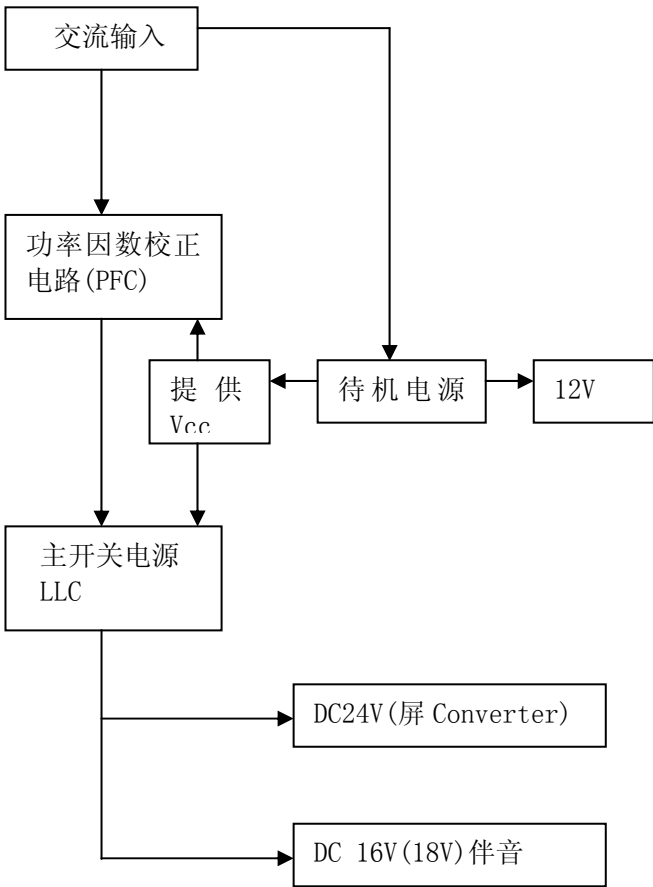 交流输入
功率因数校正
电路(PFC)
提供
Vcc
待机电源
12V
主开关电源
LLC
DC24V(屏 Converter)
DC 16V(18V)伴音